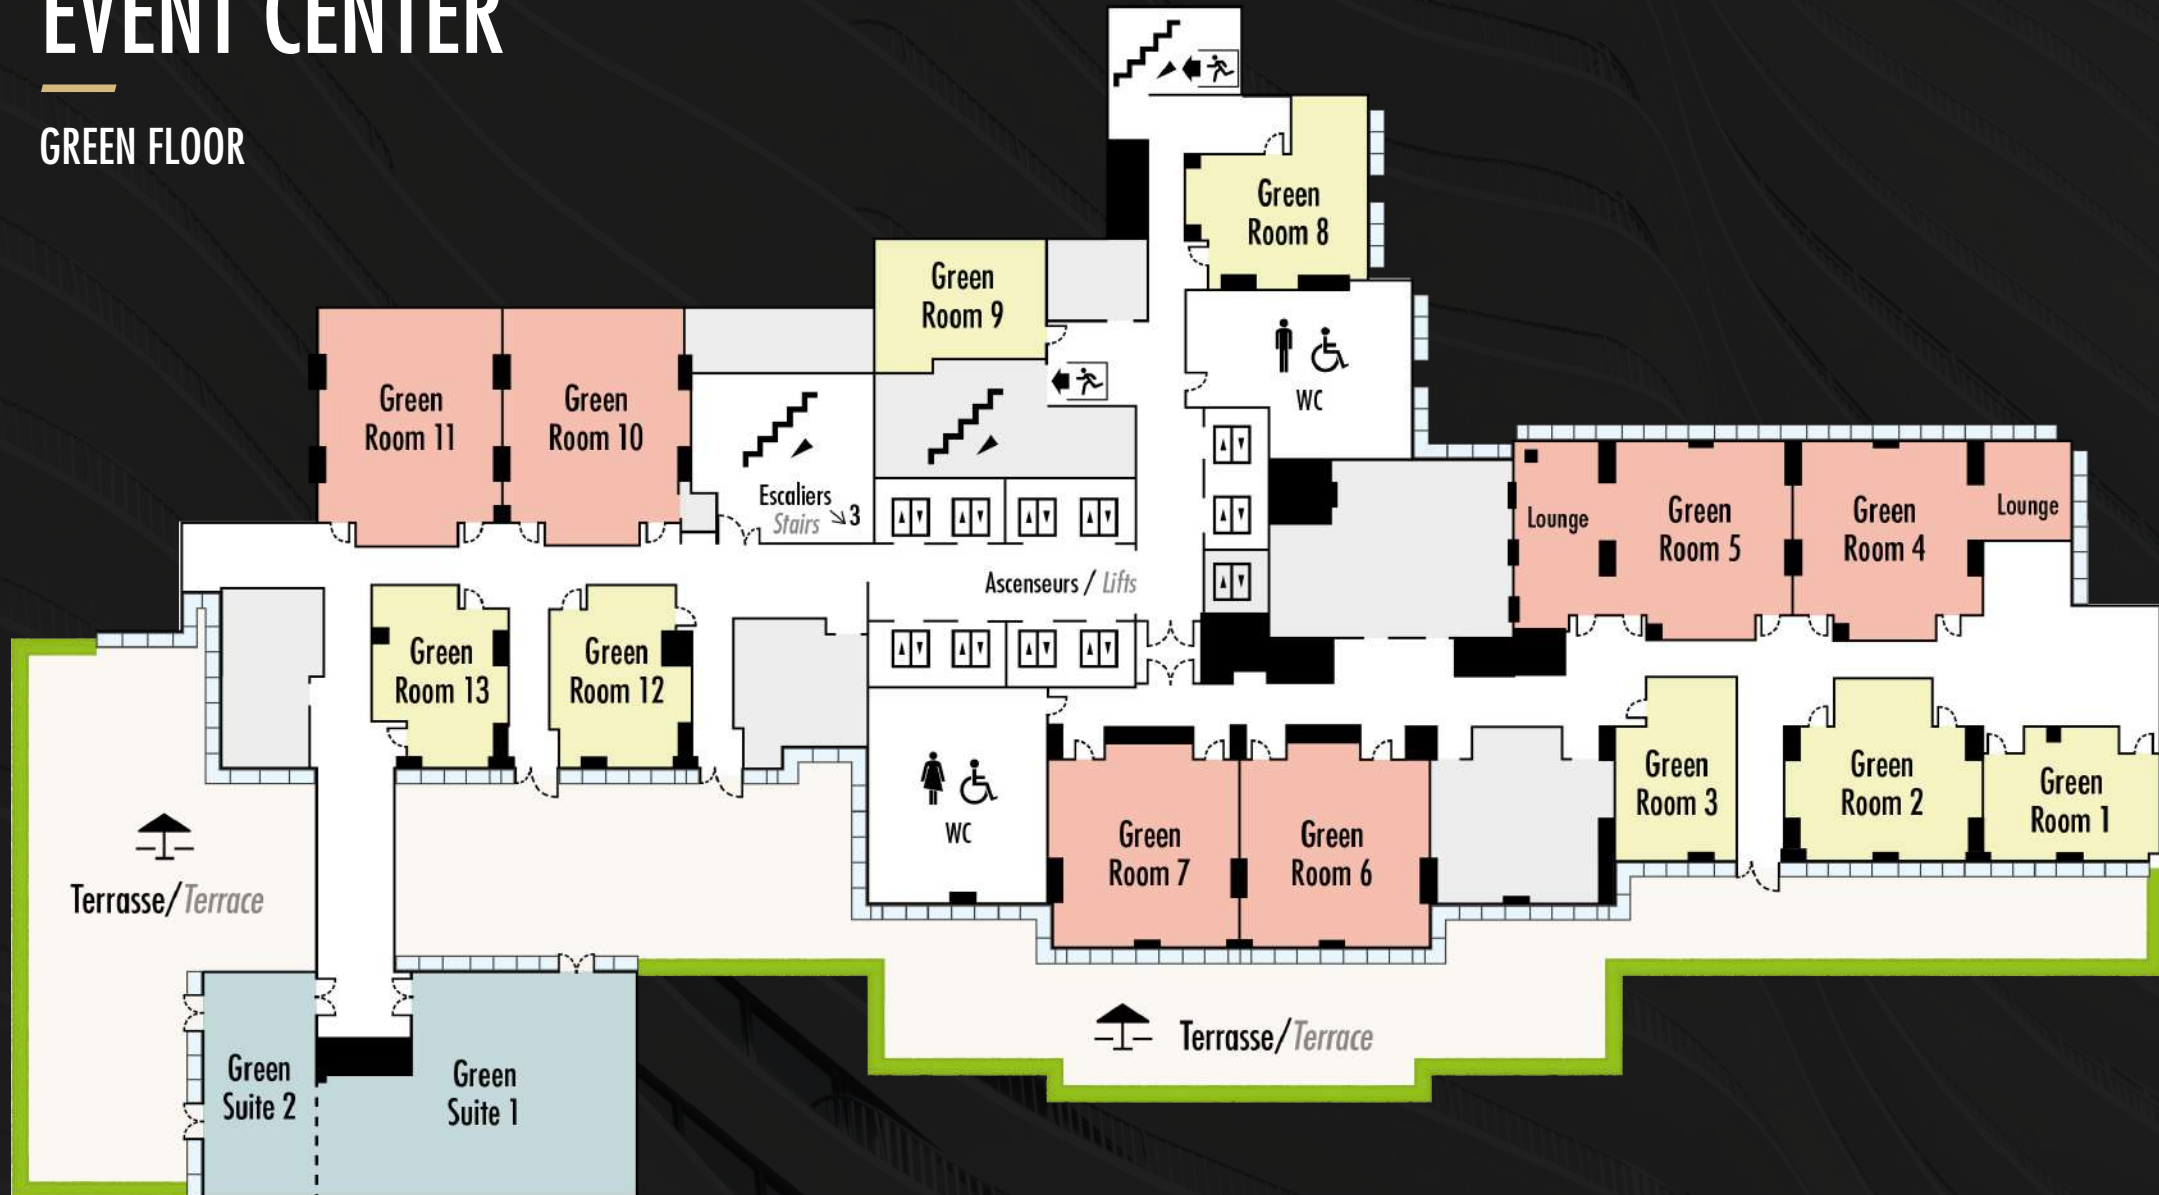 EVENT CENTER
GREEN FLOOR
Green
Room 8
Green
Room 9
Green
Room 11
Green
Room 10
WC
Escaliers
Stairs
↘3
Lounge
Green
Room 5
Green
Room 4
Lounge
Ascenseurs / Lifts
Green
Room 13
Green
Room 12
WC
Green
Room 7
Green
Room 6
Green
Room 3
Green
Room 2
Green
Room 1
Terrasse/Terrace
Terrasse/Terrace
Green
Suite 2
Green
Suite 1